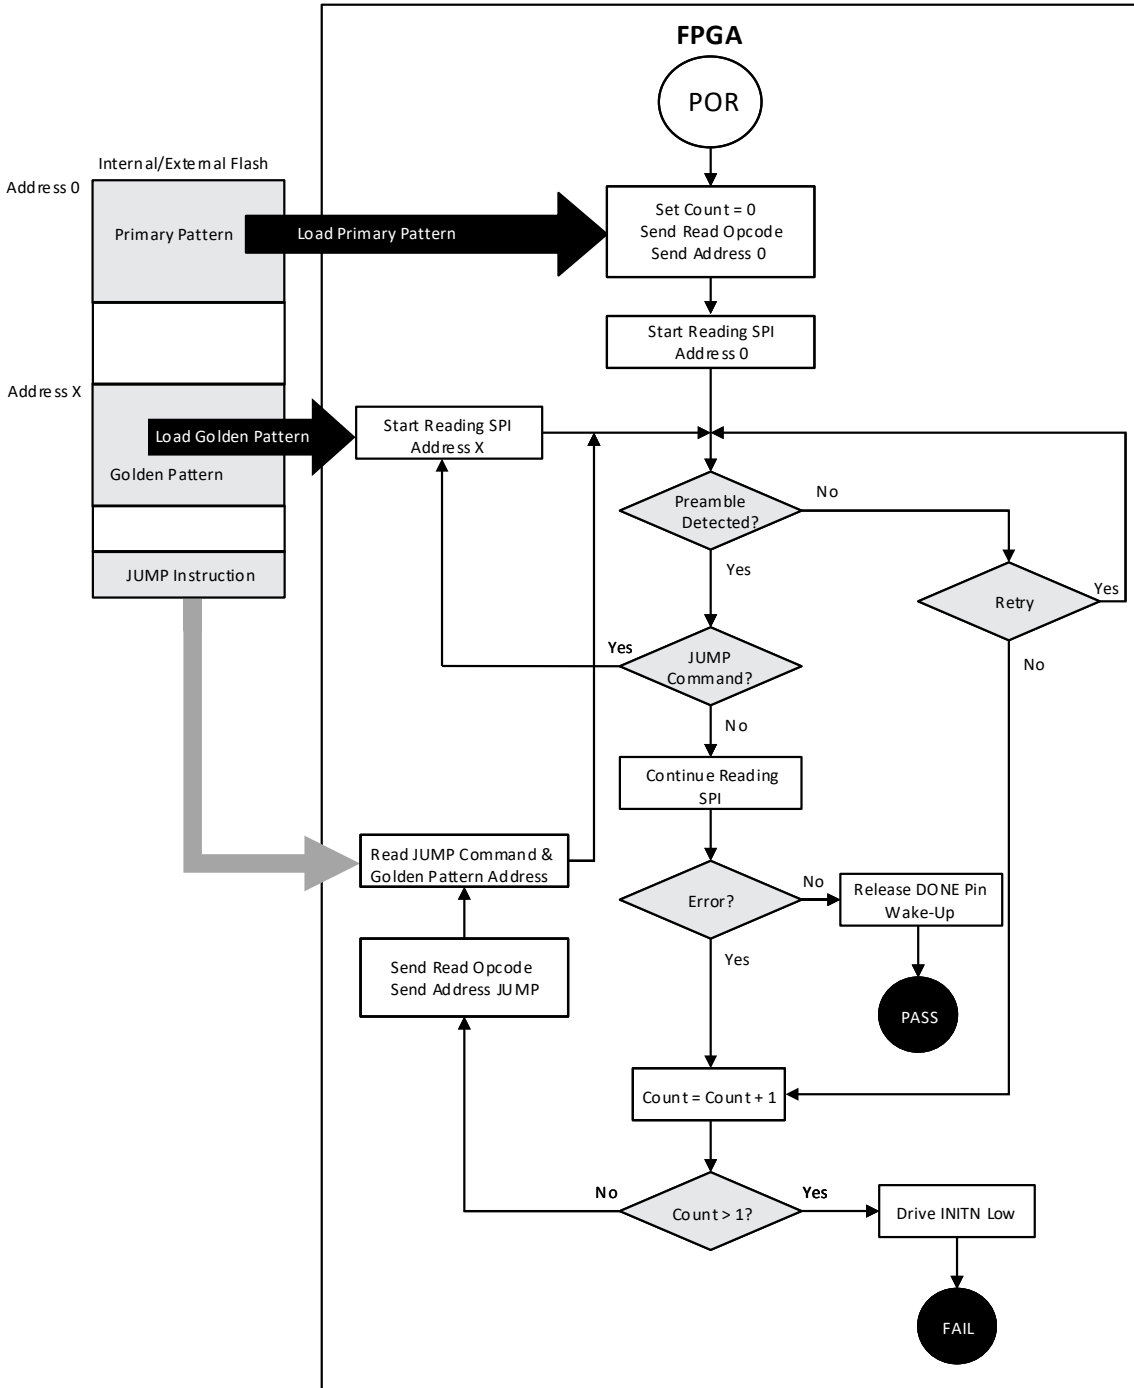 FPGA
POR
Internal/External Flash
Address 0
Primary Pattern
Load Primary Pattern
Set Count = 0
Send Read Opcode
Send Address 0
Start Reading SPI
Address 0
Address X
Load Golden Pattern
Golden Pattern
Start Reading SPI
Address X
Preamble
Detected?
No
Yes
JUMP Instruction
Retry
Yes
No
Yes
JUMP
Command?
No
Continue Reading
SPI
Read JUMP Command &
Golden Pattern Address
Error?
No
Release DONE Pin
Wake-Up
Yes
Send Read Opcode
Send Address JUMP
PASS
Count = Count + 1
No
Count > 1?
Yes
Drive INITN Low
FAIL